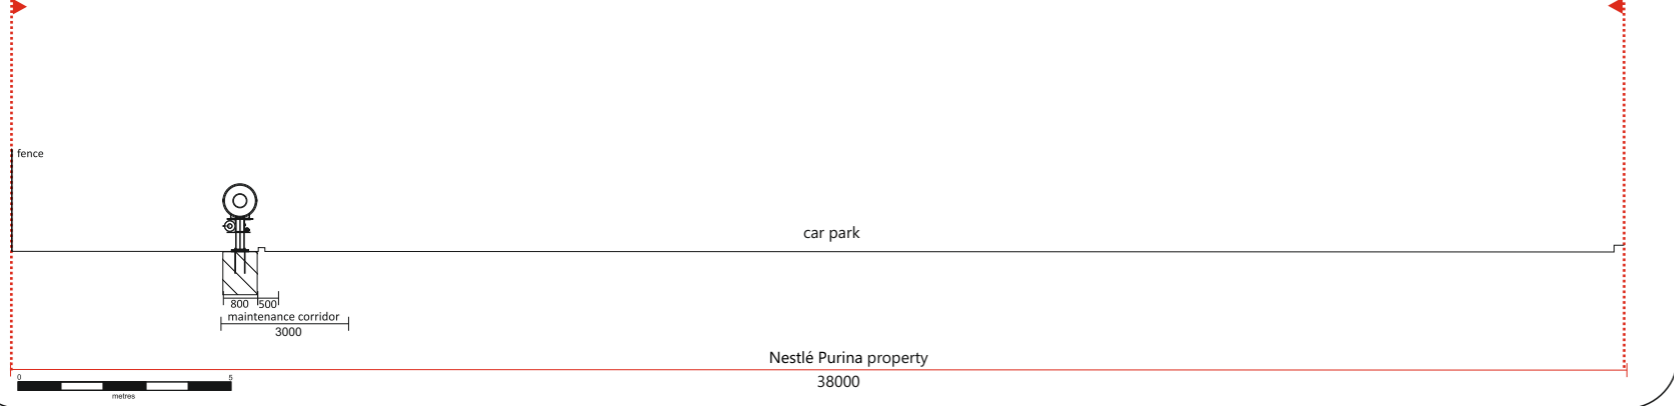 fence
car park
800 500
maintenance corridor
3000
Nestlé Purina property
38000
0 5
metres